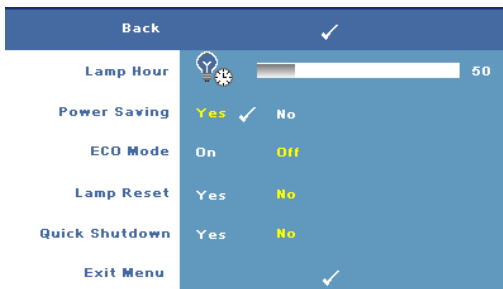 Back
Lamp Hour 50
Power Saving Yes No
ECO Mode On Off
Lamp Reset Yes No
Quick Shutdown Yes No
Exit Menu